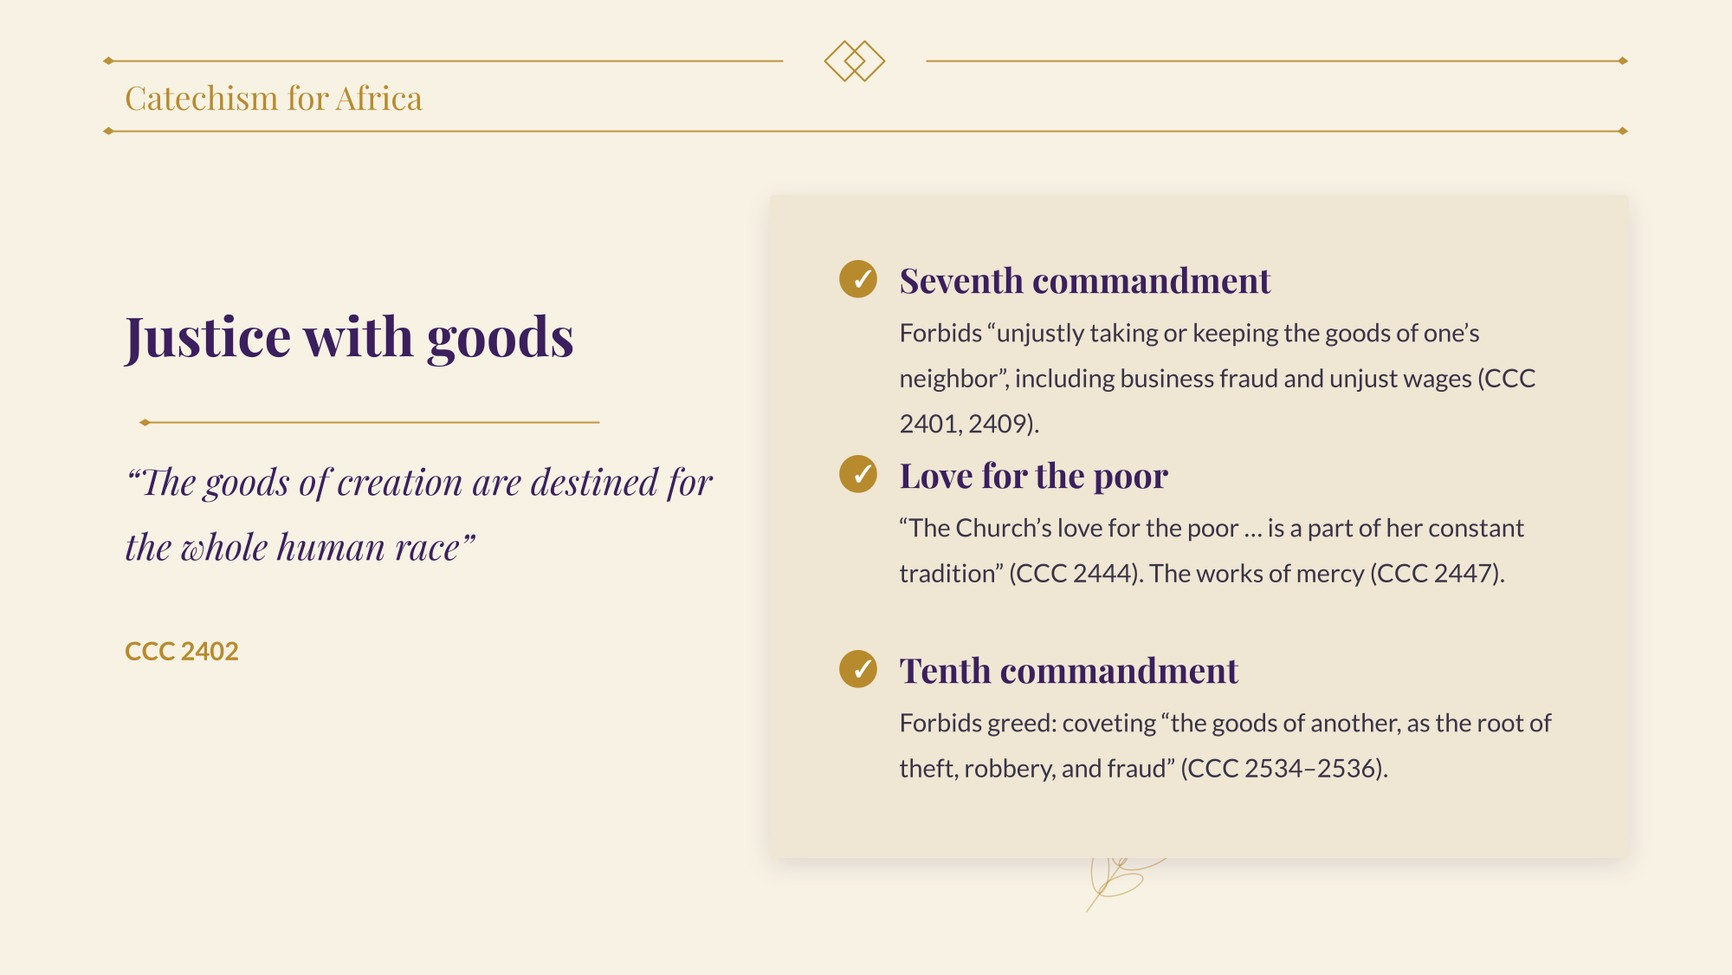 Catechism for Africa
Justice with goods
“The goods of creation are destined for
the whole human race”
CCC 2402
Seventh commandment
Forbids “unjustly taking or keeping the goods of one’s
neighbor”, including business fraud and unjust wages (CCC
2401, 2409).
Love for the poor
“The Church’s love for the poor … is a part of her constant
tradition” (CCC 2444). The works of mercy (CCC 2447).
Tenth commandment
Forbids greed: coveting “the goods of another, as the root of
theft, robbery, and fraud” (CCC 2534–2536).